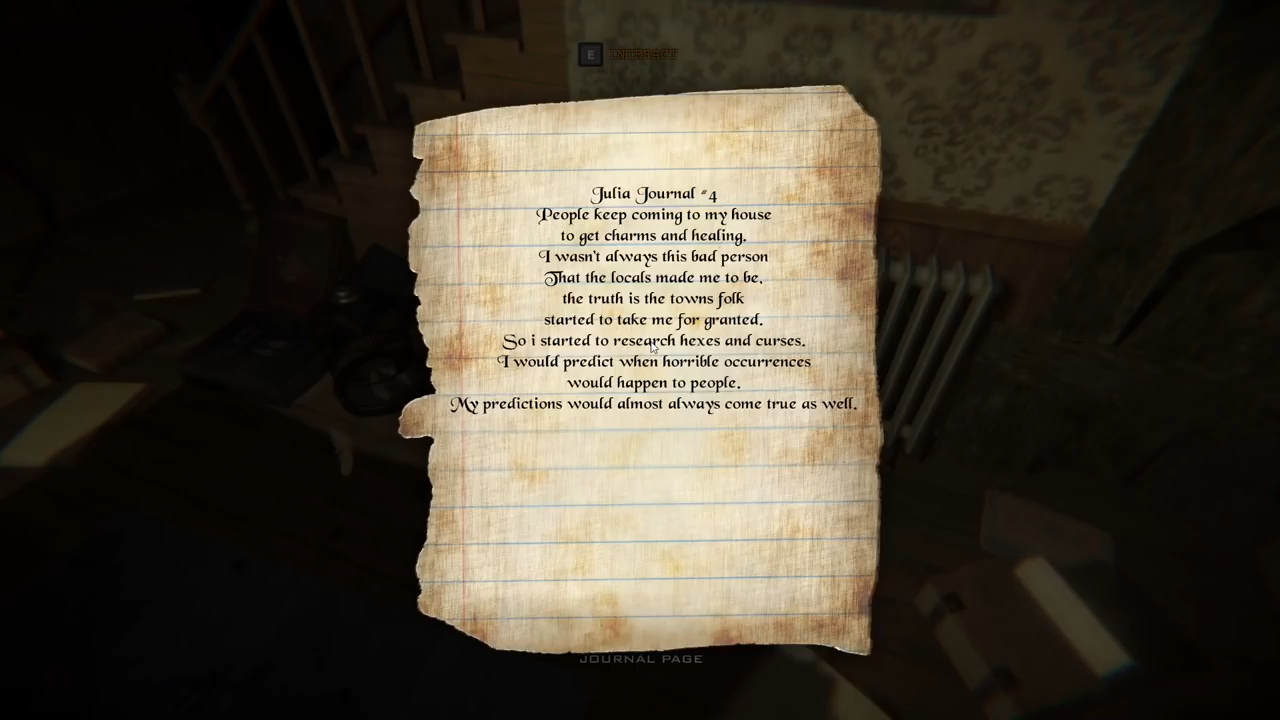 E
Julia Journal #4
People keep coming to my house
to get charms and healing.
I wasn't always this bad person
That the locals made me to be,
the truth is the towns folk
started to take me for granted.
So i started to research hexes and curses.
I would predict when horrible occurrences
would happen to people.
My predictions would almost always come true as well.
JOURNAL PAGE